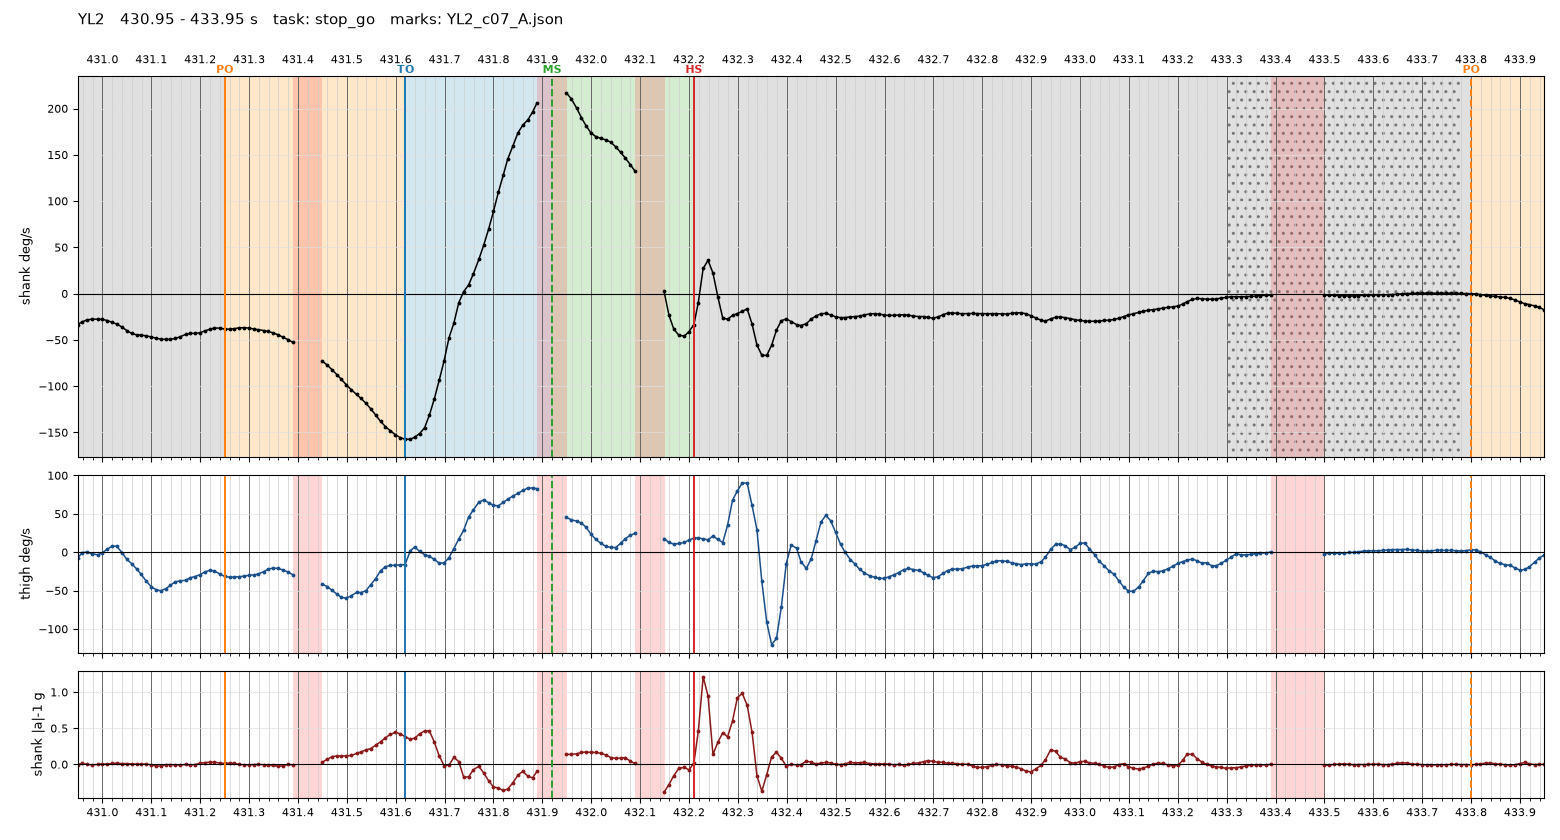 YL2   430.95 - 433.95 s   task: stop_go   marks: YL2_c07_A.json
431.0 431.1 431.2 431.3 431.4 431.5 431.6 431.7 431.8 431.9 432.0 432.1 432.2 432.3 432.4 432.5 432.6 432.7 432.8 432.9 433.0 433.1 433.2 433.3 433.4 433.5 433.6 433.7 433.8 433.9
PO TO MS HS PO
shank deg/s
200
150
100
50
0
−50
−100
−150
thigh deg/s
100
50
0
−50
−100
shank |a|-1 g
1.0
0.5
0.0
431.0 431.1 431.2 431.3 431.4 431.5 431.6 431.7 431.8 431.9 432.0 432.1 432.2 432.3 432.4 432.5 432.6 432.7 432.8 432.9 433.0 433.1 433.2 433.3 433.4 433.5 433.6 433.7 433.8 433.9